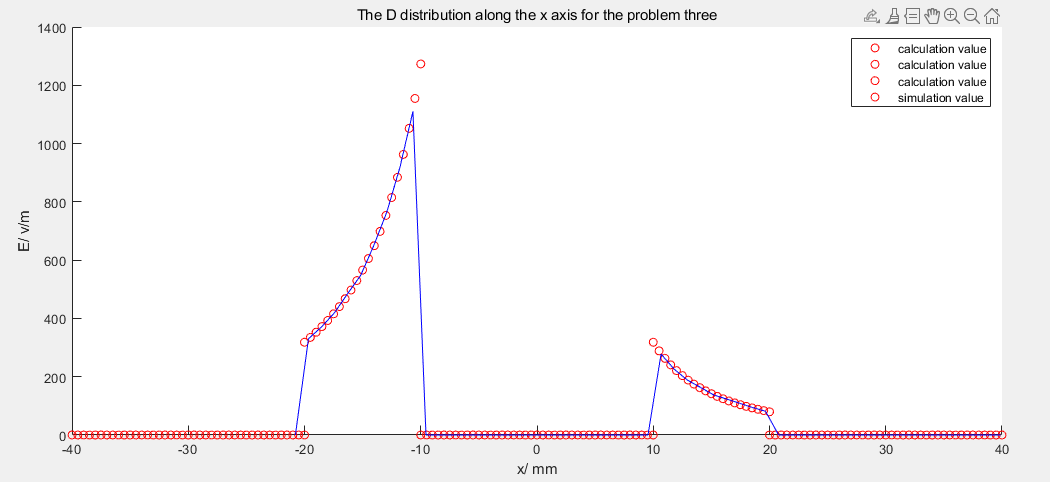 The D distribution along the x axis for the problem three
1400
1200
1000
800
600
400
200
0
E/ v/m
-40
-30
-20
-10
0
10
20
30
40
x/ mm
calculation value
calculation value
calculation value
simulation value